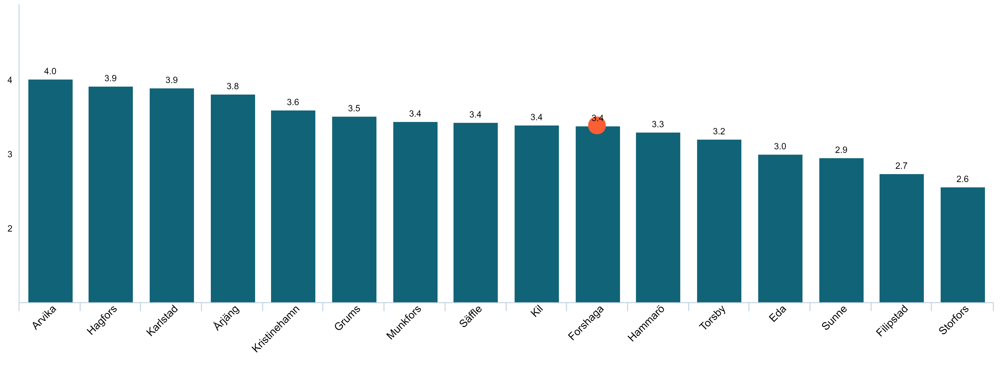 4.0
3.9
3.9
3.8
3.6
3.5
3.4
3.4
3.4
3.4
3.3
3.2
3.0
2.9
2.7
2.6
4
3
2
Arvika
Hagfors
Karlstad
Årjäng
Kristinehamn
Grums
Munkfors
Säffle
Kil
Forshaga
Hammarö
Torsby
Eda
Sunne
Filipstad
Storfors